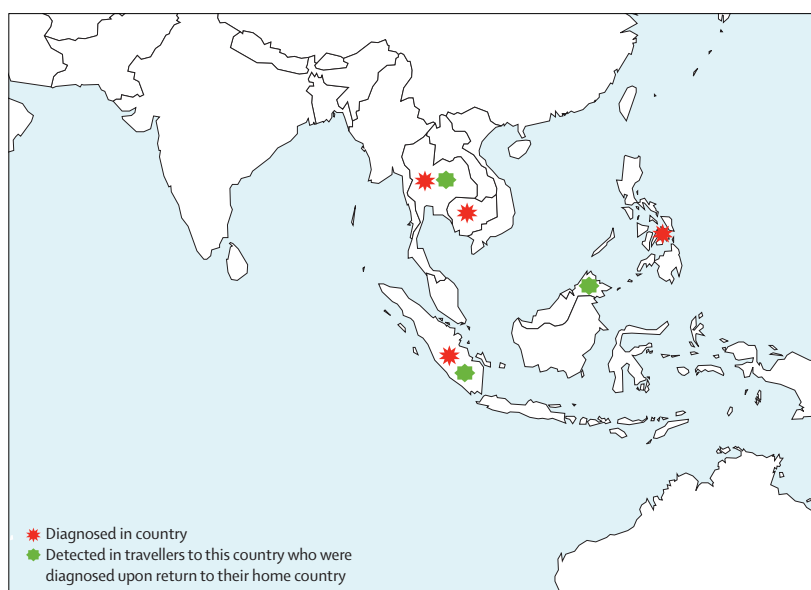 Diagnosed in country
Detected in travellers to this country who were
diagnosed upon return to their home country